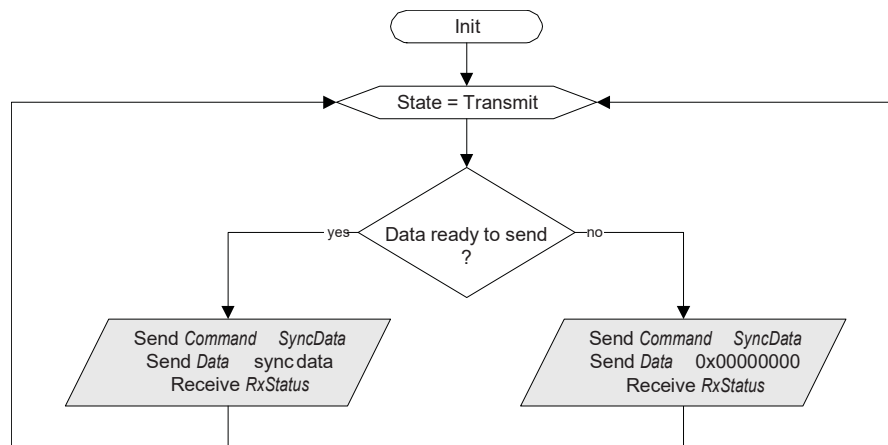 Init
State = Transmit
Data ready to send
?
yes
no
Send Command SyncData
Send Data sync data
Receive RxStatus
Send Command SyncData
Send Data 0x00000000
Receive RxStatus